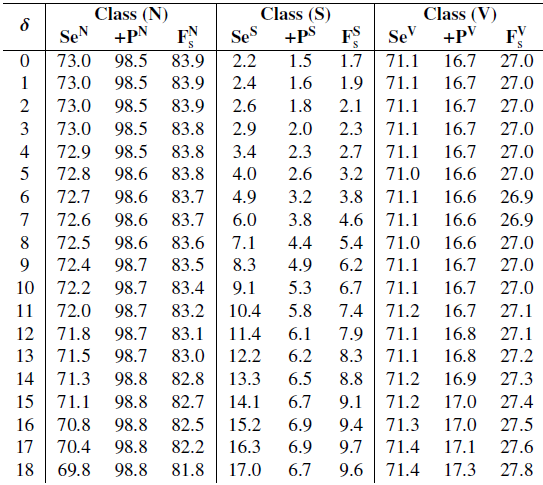 δ Class (N) Class (S) Class (V)
Se^N +P^N F_s^N Se^S +P^S F_s^S Se^V +P^V F_s^V
0 73.0 98.5 83.9 2.2 1.5 1.7 71.1 16.7 27.0
1 73.0 98.5 83.9 2.4 1.6 1.9 71.1 16.7 27.0
2 73.0 98.5 83.9 2.6 1.8 2.1 71.1 16.7 27.0
3 73.0 98.5 83.8 2.9 2.0 2.3 71.1 16.7 27.0
4 72.9 98.5 83.8 3.4 2.3 2.7 71.1 16.7 27.0
5 72.8 98.6 83.8 4.0 2.6 3.2 71.0 16.6 27.0
6 72.7 98.6 83.7 4.9 3.2 3.8 71.1 16.6 26.9
7 72.6 98.6 83.7 6.0 3.8 4.6 71.1 16.6 26.9
8 72.5 98.6 83.6 7.1 4.4 5.4 71.0 16.6 27.0
9 72.4 98.7 83.5 8.3 4.9 6.2 71.1 16.7 27.0
10 72.2 98.7 83.4 9.1 5.3 6.7 71.1 16.7 27.0
11 72.0 98.7 83.2 10.4 5.8 7.4 71.2 16.7 27.1
12 71.8 98.7 83.1 11.4 6.1 7.9 71.1 16.8 27.1
13 71.5 98.7 83.0 12.2 6.2 8.3 71.1 16.8 27.2
14 71.3 98.8 82.8 13.3 6.5 8.8 71.2 16.9 27.3
15 71.1 98.8 82.7 14.1 6.7 9.1 71.2 17.0 27.4
16 70.8 98.8 82.5 15.2 6.9 9.4 71.3 17.0 27.5
17 70.4 98.8 82.2 16.3 6.9 9.7 71.4 17.1 27.6
18 69.8 98.8 81.8 17.0 6.7 9.6 71.4 17.3 27.8